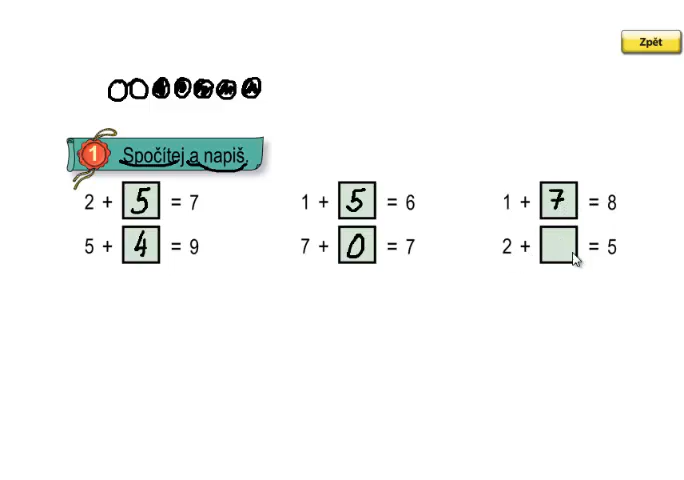 Zpět
1 Spočítej a napiš.
2 + 5 = 7 1 + 5 = 6 1 + 7 = 8
5 + 4 = 9 7 + 0 = 7 2 + = 5